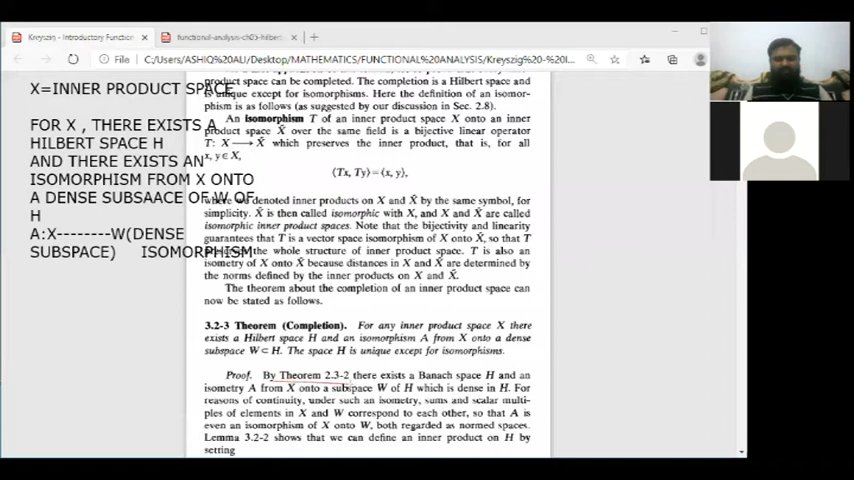 Kreyszig - Introductory Function
functional-analysis-ch03-hilbert
File
C:/Users/ASHIQ%20ALI/Desktop/MATHEMATICS/FUNCTIONAL%20ANALYSIS/Kreyszig%20-%20I...
X=INNER PRODUCT SPACE
FOR X , THERE EXISTS A
HILBERT SPACE H
AND THERE EXISTS AN
ISOMORPHISM FROM X ONTO
A DENSE SUBSAACE OF W OF
H
A:X--------W(DENSE
SUBSPACE) ISOMORPHISM
product space can be completed. The completion is a Hilbert space and
is unique except for isomorphisms. Here the definition of an isomor-
phism is as follows (as suggested by our discussion in Sec. 2.8).
An isomorphism T of an inner product space X onto an inner
product space X̃ over the same field is a bijective linear operator
T: X ⟶ X̃ which preserves the inner product, that is, for all
x, y ∈ X,
⟨Tx, Ty⟩ = ⟨x, y⟩,
where we denoted inner products on X and X̃ by the same symbol, for
simplicity. X̃ is then called isomorphic with X, and X and X̃ are called
isomorphic inner product spaces. Note that the bijectivity and linearity
guarantees that T is a vector space isomorphism of X onto X̃, so that T
preserves the whole structure of inner product space. T is also an
isometry of X onto X̃ because distances in X and X̃ are determined by
the norms defined by the inner products on X and X̃.
The theorem about the completion of an inner product space can
now be stated as follows.
3.2-3 Theorem (Completion). For any inner product space X there
exists a Hilbert space H and an isomorphism A from X onto a dense
subspace W ⊂ H. The space H is unique except for isomorphisms.
Proof. By Theorem 2.3-2 there exists a Banach space H and an
isometry A from X onto a subspace W of H which is dense in H. For
reasons of continuity, under such an isometry, sums and scalar multi-
ples of elements in X and W correspond to each other, so that A is
even an isomorphism of X onto W, both regarded as normed spaces.
Lemma 3.2-2 shows that we can define an inner product on H by
setting